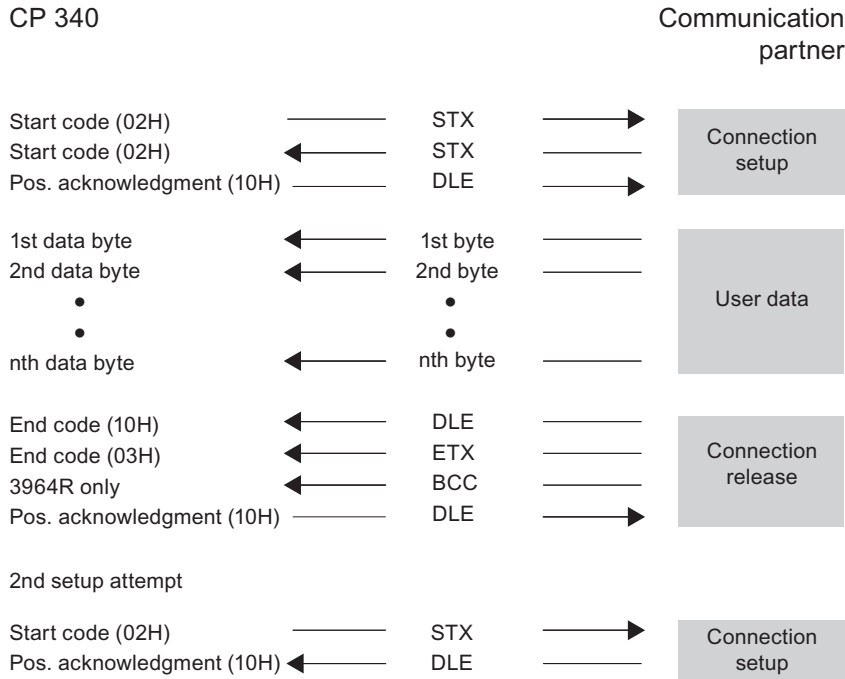 CP 340
Communication
partner
Start code (02H) STX
Start code (02H) STX
Pos. acknowledgment (10H) DLE
Connection
setup
1st data byte 1st byte
2nd data byte 2nd byte
• •
• •
nth data byte nth byte
User data
End code (10H) DLE
End code (03H) ETX
3964R only BCC
Pos. acknowledgment (10H) DLE
Connection
release
2nd setup attempt
Start code (02H) STX
Pos. acknowledgment (10H) DLE
Connection
setup